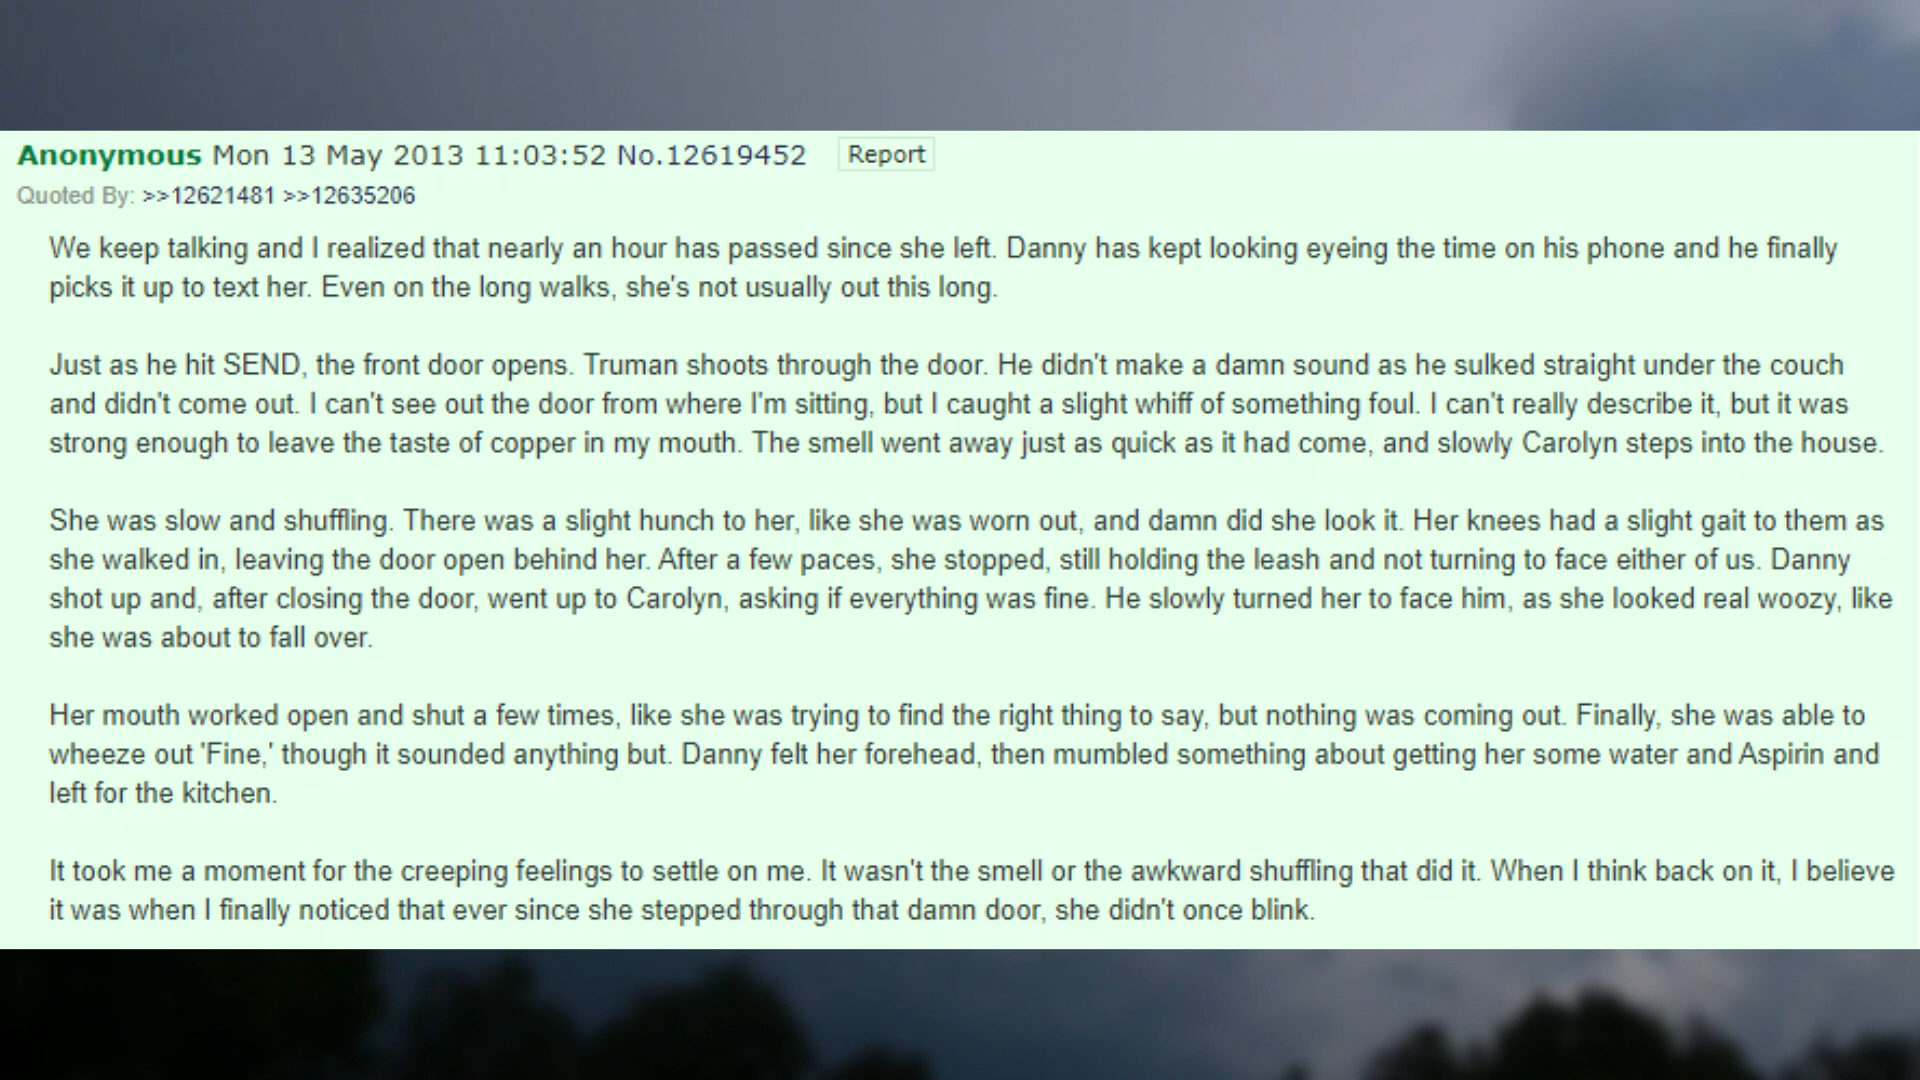 Anonymous Mon 13 May 2013 11:03:52 No.12619452 Report
Quoted By: >>12621481 >>12635206
We keep talking and I realized that nearly an hour has passed since she left. Danny has kept looking eyeing the time on his phone and he finally
picks it up to text her. Even on the long walks, she's not usually out this long.
Just as he hit SEND, the front door opens. Truman shoots through the door. He didn't make a damn sound as he sulked straight under the couch
and didn't come out. I can't see out the door from where I'm sitting, but I caught a slight whiff of something foul. I can't really describe it, but it was
strong enough to leave the taste of copper in my mouth. The smell went away just as quick as it had come, and slowly Carolyn steps into the house.
She was slow and shuffling. There was a slight hunch to her, like she was worn out, and damn did she look it. Her knees had a slight gait to them as
she walked in, leaving the door open behind her. After a few paces, she stopped, still holding the leash and not turning to face either of us. Danny
shot up and, after closing the door, went up to Carolyn, asking if everything was fine. He slowly turned her to face him, as she looked real woozy, like
she was about to fall over.
Her mouth worked open and shut a few times, like she was trying to find the right thing to say, but nothing was coming out. Finally, she was able to
wheeze out 'Fine,' though it sounded anything but. Danny felt her forehead, then mumbled something about getting her some water and Aspirin and
left for the kitchen.
It took me a moment for the creeping feelings to settle on me. It wasn't the smell or the awkward shuffling that did it. When I think back on it, I believe
it was when I finally noticed that ever since she stepped through that damn door, she didn't once blink.